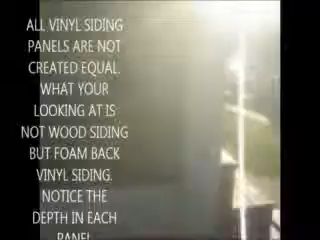 ALL VINYL SIDING
PANELS ARE NOT
CREATED EQUAL.
WHAT YOUR
LOOKING AT IS
NOT WOOD SIDING
BUT FOAM BACK
VINYL SIDING.
NOTICE THE
DEPTH IN EACH
PANEL